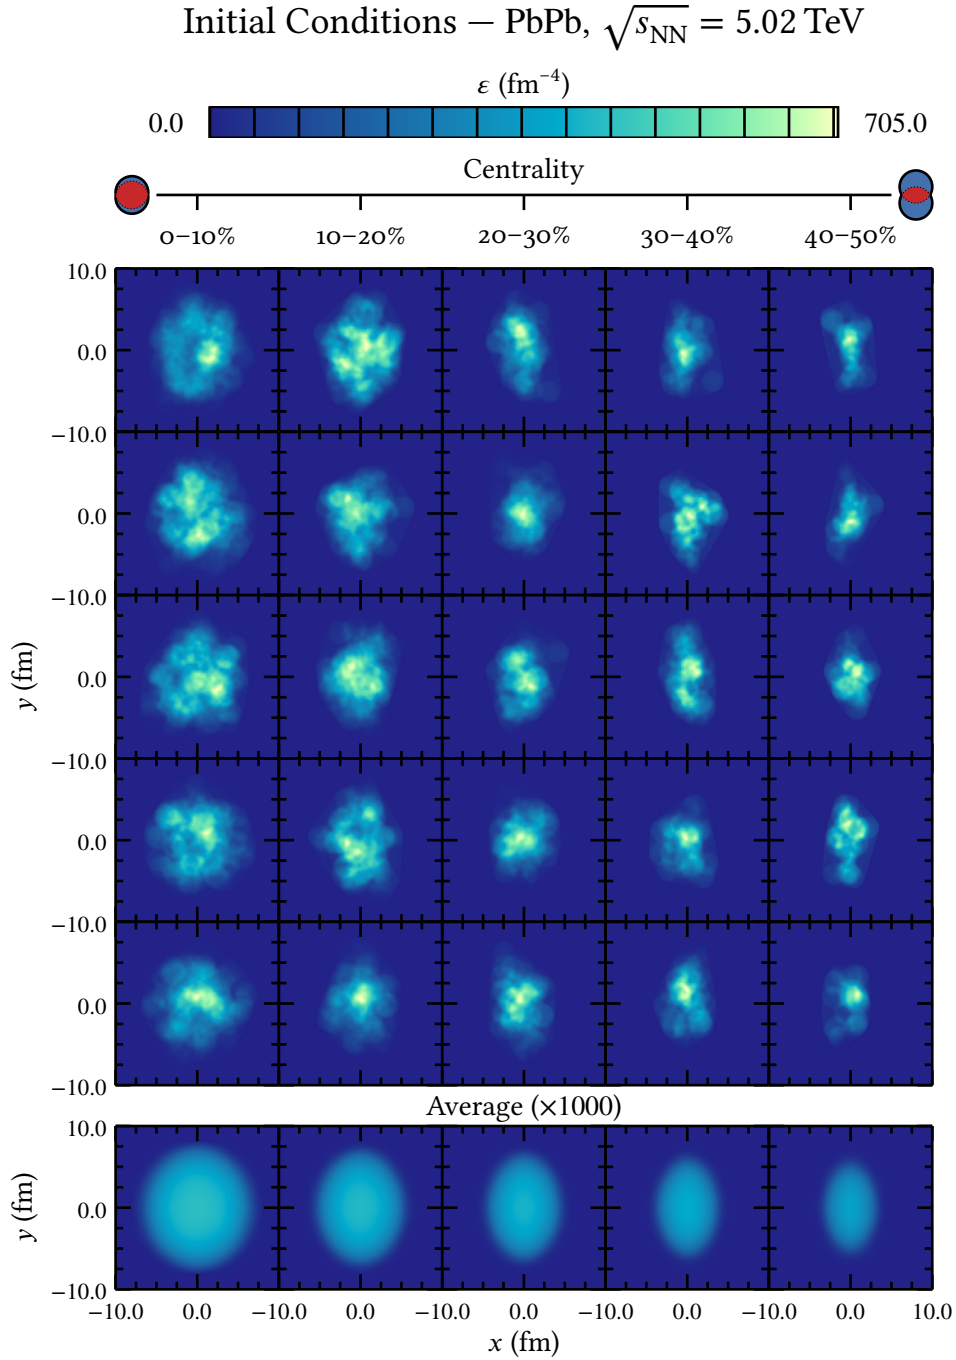 Initial Conditions – PbPb, √s_NN = 5.02 TeV
ε (fm⁻⁴)
0.0 705.0
Centrality
0–10% 10–20% 20–30% 30–40% 40–50%
10.0
0.0
−10.0
0.0
−10.0
y (fm)
0.0
−10.0
0.0
−10.0
0.0
−10.0
Average (×1000)
10.0
y (fm)
0.0
−10.0
−10.0 0.0 −10.0 0.0 −10.0 0.0 −10.0 0.0 −10.0 0.0 10.0
x (fm)